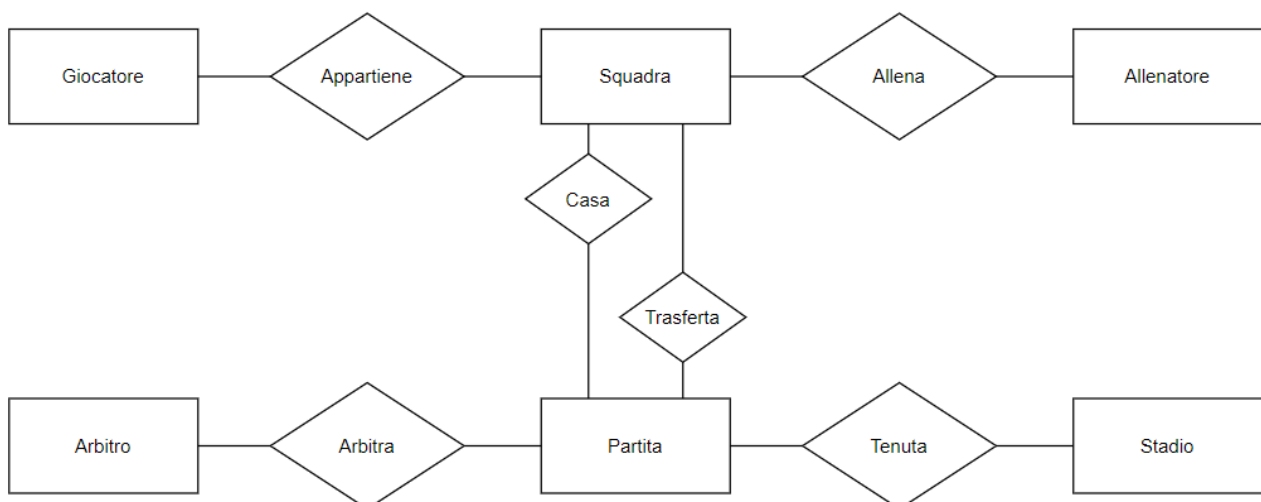 Giocatore
Appartiene
Squadra
Allena
Allenatore
Casa
Trasferta
Arbitro
Arbitra
Partita
Tenuta
Stadio